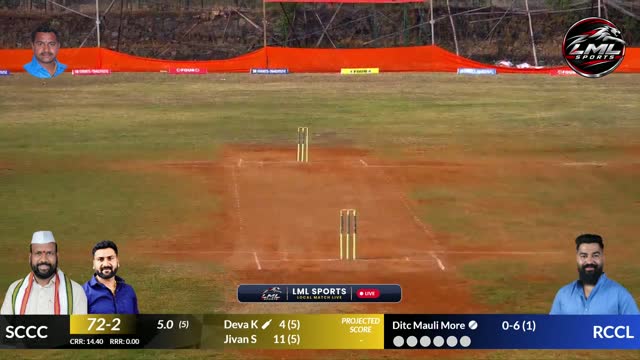 LML
SPORTS
LML SPORTS
LOCAL MATCH LIVE
LIVE
SCCC
72-2
5.0 (5)
CRR: 14.40 RRR: 0.00
Deva K 4 (5)
Jivan S 11 (5)
PROJECTED
SCORE
-
Ditc Mauli More 0-6 (1)
RCCL